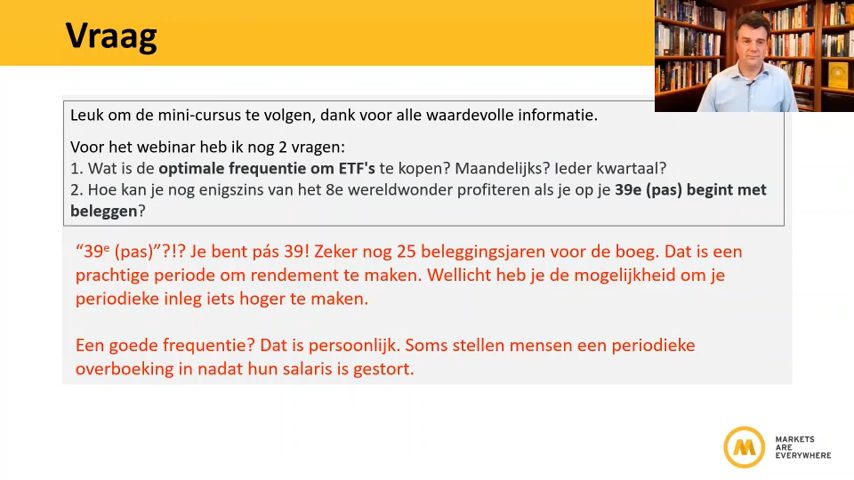 Vraag
Leuk om de mini-cursus te volgen, dank voor alle waardevolle informatie.
Voor het webinar heb ik nog 2 vragen:
1. Wat is de optimale frequentie om ETF's te kopen? Maandelijks? Ieder kwartaal?
2. Hoe kan je nog enigszins van het 8e wereldwonder profiteren als je op je 39e (pas) begint met
beleggen?
“39ᵉ (pas)”?!? Je bent pás 39! Zeker nog 25 beleggingsjaren voor de boeg. Dat is een
prachtige periode om rendement te maken. Wellicht heb je de mogelijkheid om je
periodieke inleg iets hoger te maken.
Een goede frequentie? Dat is persoonlijk. Soms stellen mensen een periodieke
overboeking in nadat hun salaris is gestort.
MARKETS
ARE
EVERYWHERE